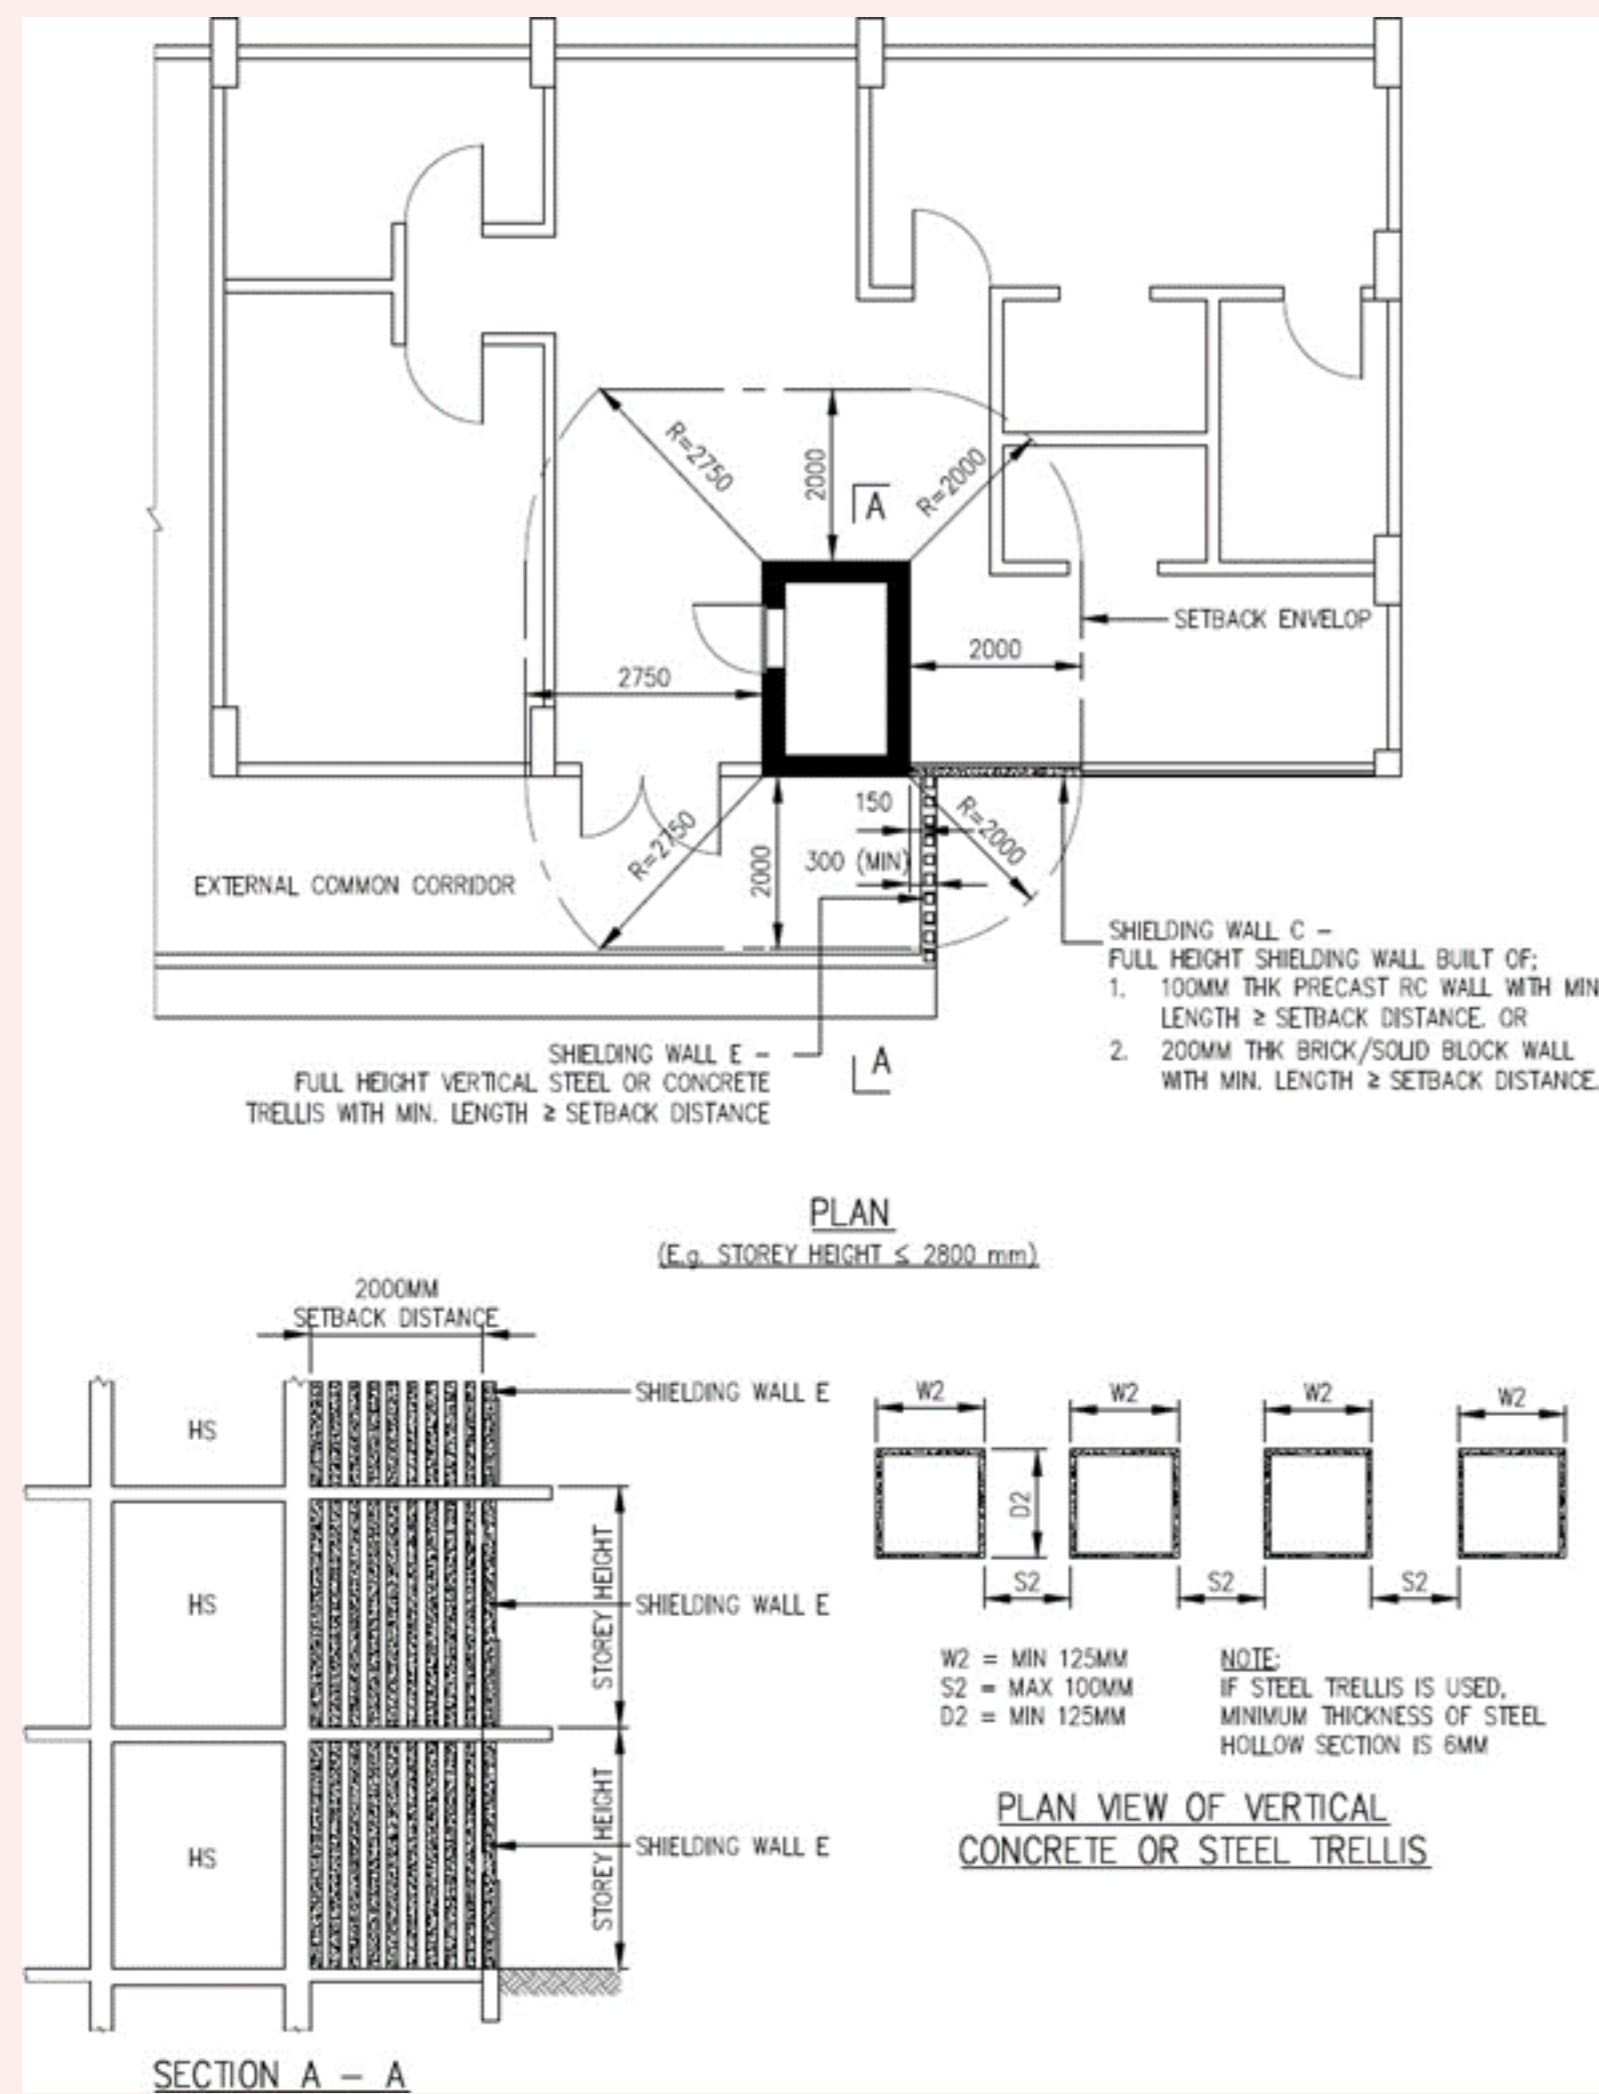 R=2750
2000
R=2000
A
SETBACK ENVELOP
2750
2000
150
R=2000
R=2750
2000
300 (MIN)
EXTERNAL COMMON CORRIDOR
SHIELDING WALL C –
FULL HEIGHT SHIELDING WALL BUILT OF;
1. 100MM THK PRECAST RC WALL WITH MIN
LENGTH ≥ SETBACK DISTANCE. OR
2. 200MM THK BRICK/SOLID BLOCK WALL
WITH MIN. LENGTH ≥ SETBACK DISTANCE.
SHIELDING WALL E –
FULL HEIGHT VERTICAL STEEL OR CONCRETE
TRELLIS WITH MIN. LENGTH ≥ SETBACK DISTANCE
A
PLAN
(E.g. STOREY HEIGHT ≤ 2800 mm)
2000MM
SETBACK DISTANCE
SHIELDING WALL E
HS
STOREY HEIGHT
HS
SHIELDING WALL E
STOREY HEIGHT
HS
SHIELDING WALL E
SECTION A – A
W2 W2 W2 W2
D2
S2 S2 S2
W2 = MIN 125MM
S2 = MAX 100MM
D2 = MIN 125MM
NOTE:
IF STEEL TRELLIS IS USED,
MINIMUM THICKNESS OF STEEL
HOLLOW SECTION IS 6MM
PLAN VIEW OF VERTICAL
CONCRETE OR STEEL TRELLIS